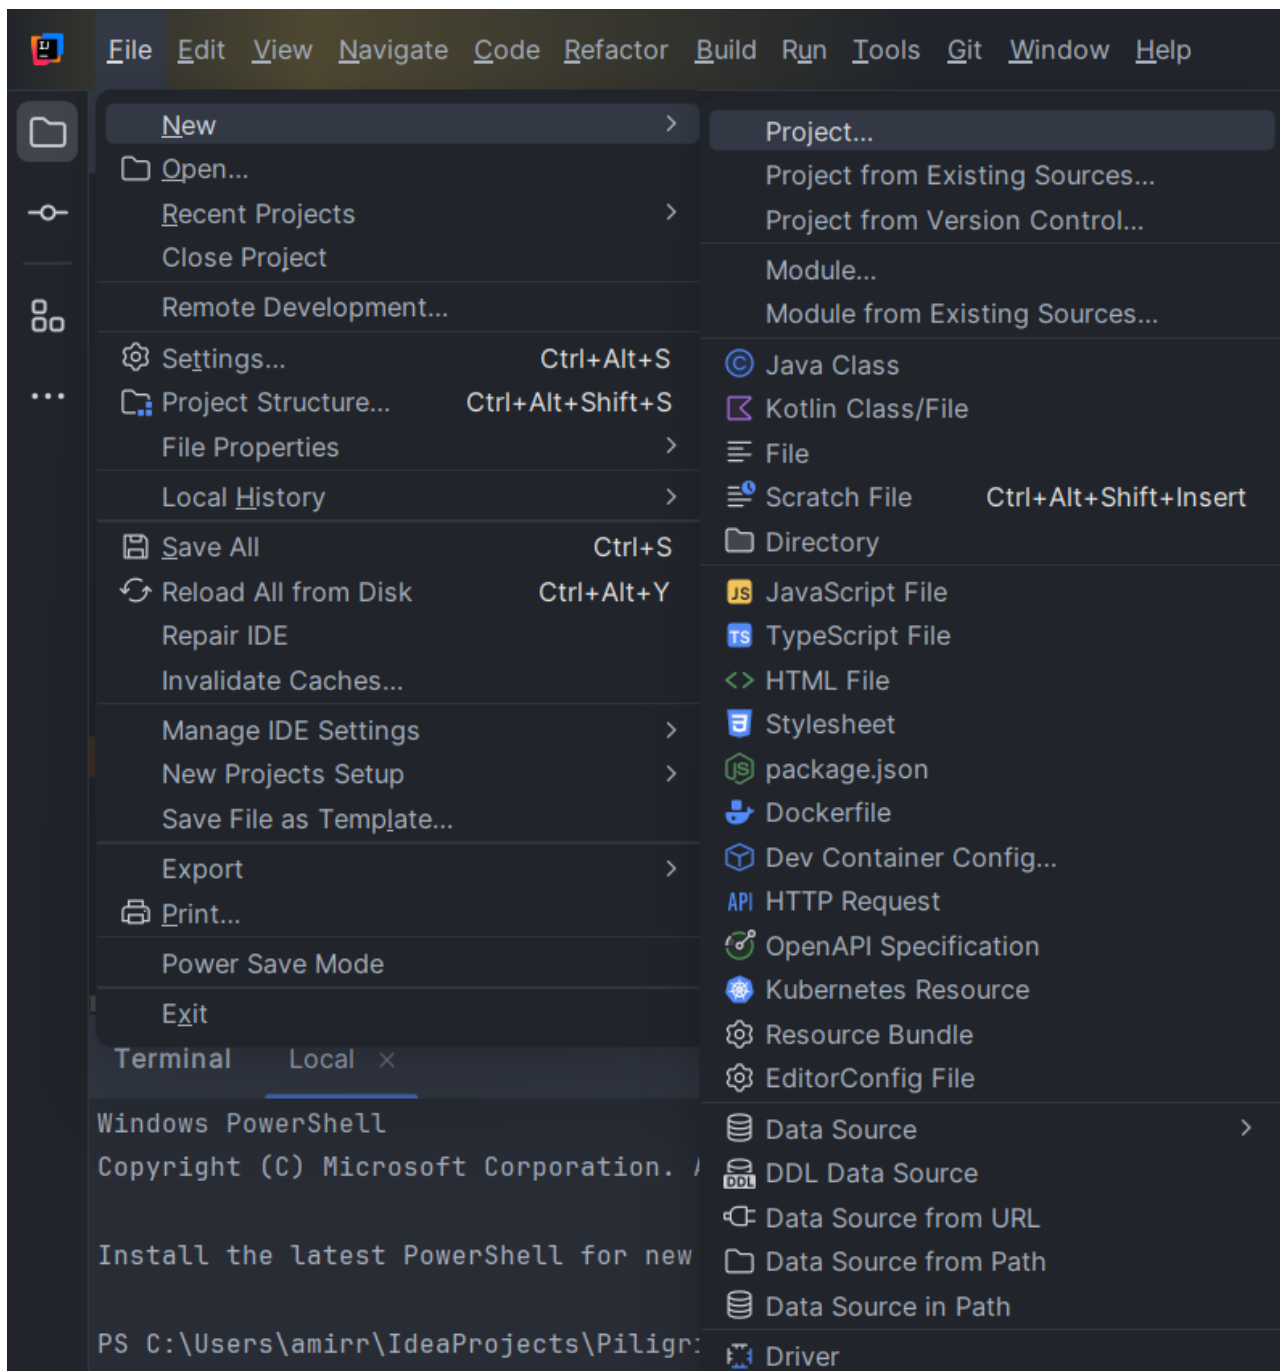 File Edit View Navigate Code Refactor Build Run Tools Git Window Help
New
Open...
Recent Projects
Close Project
Remote Development...
Settings... Ctrl+Alt+S
Project Structure... Ctrl+Alt+Shift+S
File Properties
Local History
Save All Ctrl+S
Reload All from Disk Ctrl+Alt+Y
Repair IDE
Invalidate Caches...
Manage IDE Settings
New Projects Setup
Save File as Template...
Export
Print...
Power Save Mode
Exit
Project...
Project from Existing Sources...
Project from Version Control...
Module...
Module from Existing Sources...
Java Class
Kotlin Class/File
File
Scratch File Ctrl+Alt+Shift+Insert
Directory
JavaScript File
TypeScript File
HTML File
Stylesheet
package.json
Dockerfile
Dev Container Config...
API HTTP Request
OpenAPI Specification
Kubernetes Resource
Resource Bundle
EditorConfig File
Data Source
DDL Data Source
Data Source from URL
Data Source from Path
Data Source in Path
Driver
Terminal Local
Windows PowerShell
Copyright (C) Microsoft Corporation.
Install the latest PowerShell for new
PS C:\Users\amirr\IdeaProjects\Piligr